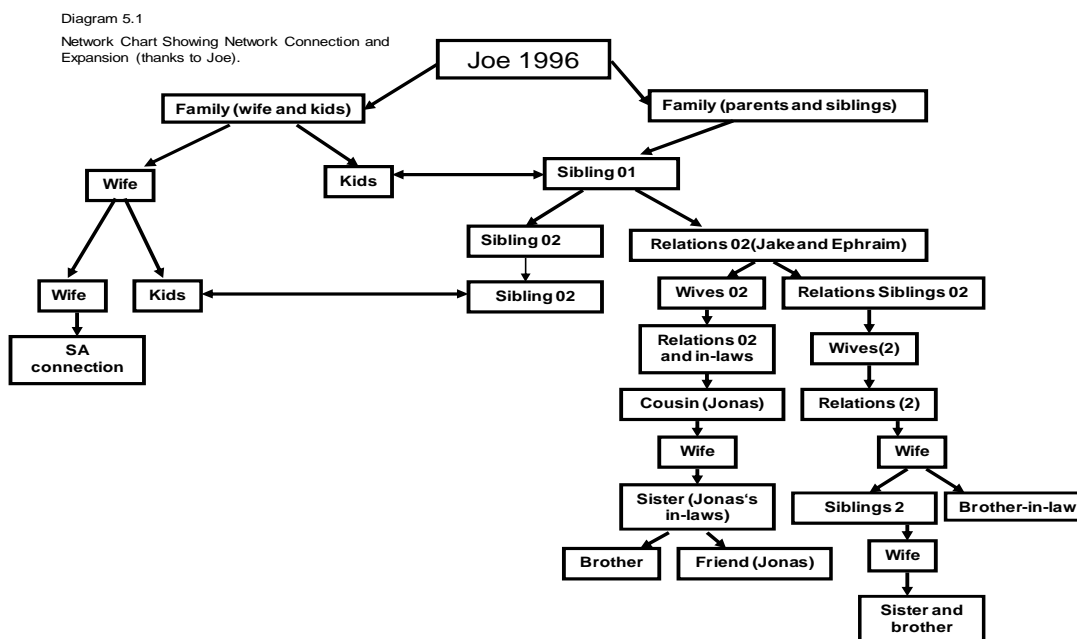 Diagram 5.1
Network Chart Showing Network Connection and
Expansion (thanks to Joe).
Joe 1996
Family (wife and kids)
Family (parents and siblings)
Wife
Kids
Sibling 01
Sibling 02
Relations 02(Jake and Ephraim)
Wife
Kids
Sibling 02
Wives 02
Relations Siblings 02
SA
connection
Relations 02
and in-laws
Wives(2)
Cousin (Jonas)
Relations (2)
Wife
Wife
Sister (Jonas's
in-laws)
Siblings 2
Brother-in-law
Brother
Friend (Jonas)
Wife
Sister and
brother